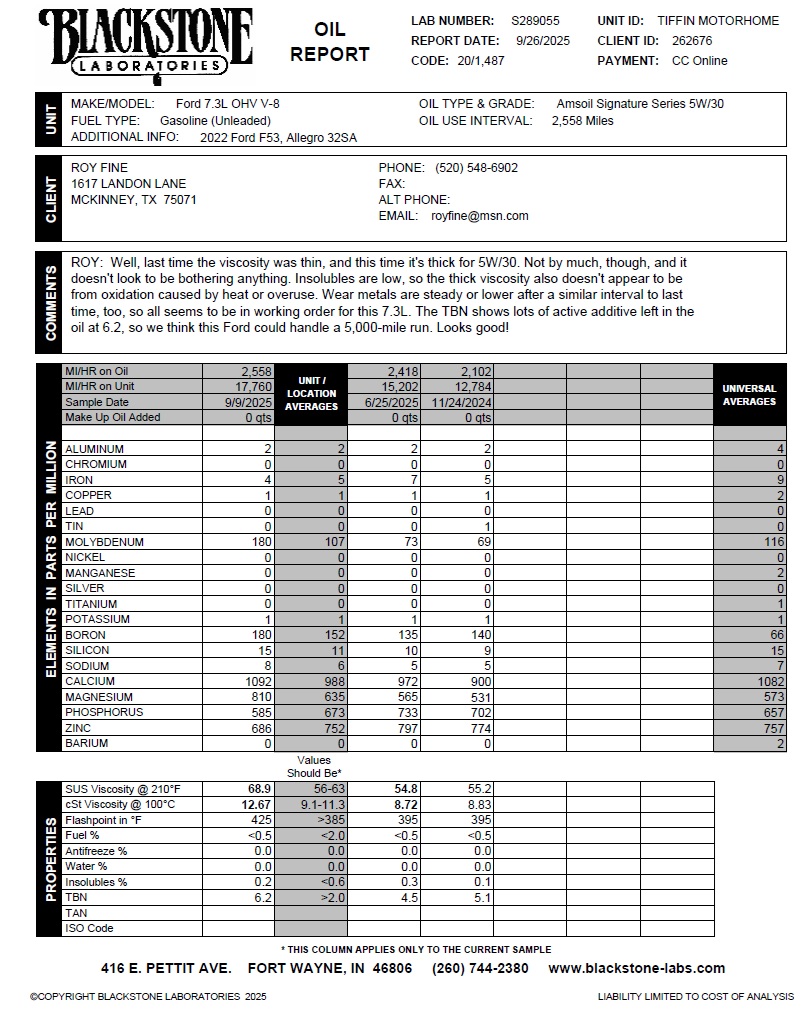 BLACKSTONE
LABORATORIES
OIL
REPORT
LAB NUMBER: S289055
REPORT DATE: 9/26/2025
CODE: 20/1,487
UNIT ID: TIFFIN MOTORHOME
CLIENT ID: 262676
PAYMENT: CC Online
UNIT
MAKE/MODEL: Ford 7.3L OHV V-8
FUEL TYPE: Gasoline (Unleaded)
ADDITIONAL INFO: 2022 Ford F53, Allegro 32SA
OIL TYPE & GRADE: Amsoil Signature Series 5W/30
OIL USE INTERVAL: 2,558 Miles
CLIENT
ROY FINE
1617 LANDON LANE
MCKINNEY, TX 75071
PHONE: (520) 548-6902
FAX:
ALT PHONE:
EMAIL: royfine@msn.com
COMMENTS
ROY: Well, last time the viscosity was thin, and this time it's thick for 5W/30. Not by much, though, and it
doesn't look to be bothering anything. Insolubles are low, so the thick viscosity also doesn't appear to be
from oxidation caused by heat or overuse. Wear metals are steady or lower after a similar interval to last
time, too, so all seems to be in working order for this 7.3L. The TBN shows lots of active additive left in the
oil at 6.2, so we think this Ford could handle a 5,000-mile run. Looks good!
MI/HR on Oil 2,558 2,418 2,102
MI/HR on Unit 17,760 15,202 12,784
Sample Date 9/9/2025 6/25/2025 11/24/2024
Make Up Oil Added 0 qts 0 qts 0 qts
UNIT /
LOCATION
AVERAGES
UNIVERSAL
AVERAGES
ELEMENTS IN PARTS PER MILLION
ALUMINUM 2 2 2 2 4
CHROMIUM 0 0 0 0 0
IRON 4 5 7 5 9
COPPER 1 1 1 1 2
LEAD 0 0 0 0 0
TIN 0 0 0 1 0
MOLYBDENUM 180 107 73 69 116
NICKEL 0 0 0 0 0
MANGANESE 0 0 0 0 2
SILVER 0 0 0 0 0
TITANIUM 0 0 0 0 1
POTASSIUM 1 1 1 1 1
BORON 180 152 135 140 66
SILICON 15 11 10 9 15
SODIUM 8 6 5 5 7
CALCIUM 1092 988 972 900 1082
MAGNESIUM 810 635 565 531 573
PHOSPHORUS 585 673 733 702 657
ZINC 686 752 797 774 757
BARIUM 0 0 0 0 2
Values
Should Be*
PROPERTIES
SUS Viscosity @ 210°F 68.9 56-63 54.8 55.2
cSt Viscosity @ 100°C 12.67 9.1-11.3 8.72 8.83
Flashpoint in °F 425 >385 395 395
Fuel % <0.5 <2.0 <0.5 <0.5
Antifreeze % 0.0 0.0 0.0 0.0
Water % 0.0 0.0 0.0 0.0
Insolubles % 0.2 <0.6 0.3 0.1
TBN 6.2 >2.0 4.5 5.1
TAN
ISO Code
* THIS COLUMN APPLIES ONLY TO THE CURRENT SAMPLE
416 E. PETTIT AVE. FORT WAYNE, IN 46806 (260) 744-2380 www.blackstone-labs.com
©COPYRIGHT BLACKSTONE LABORATORIES 2025
LIABILITY LIMITED TO COST OF ANALYSIS